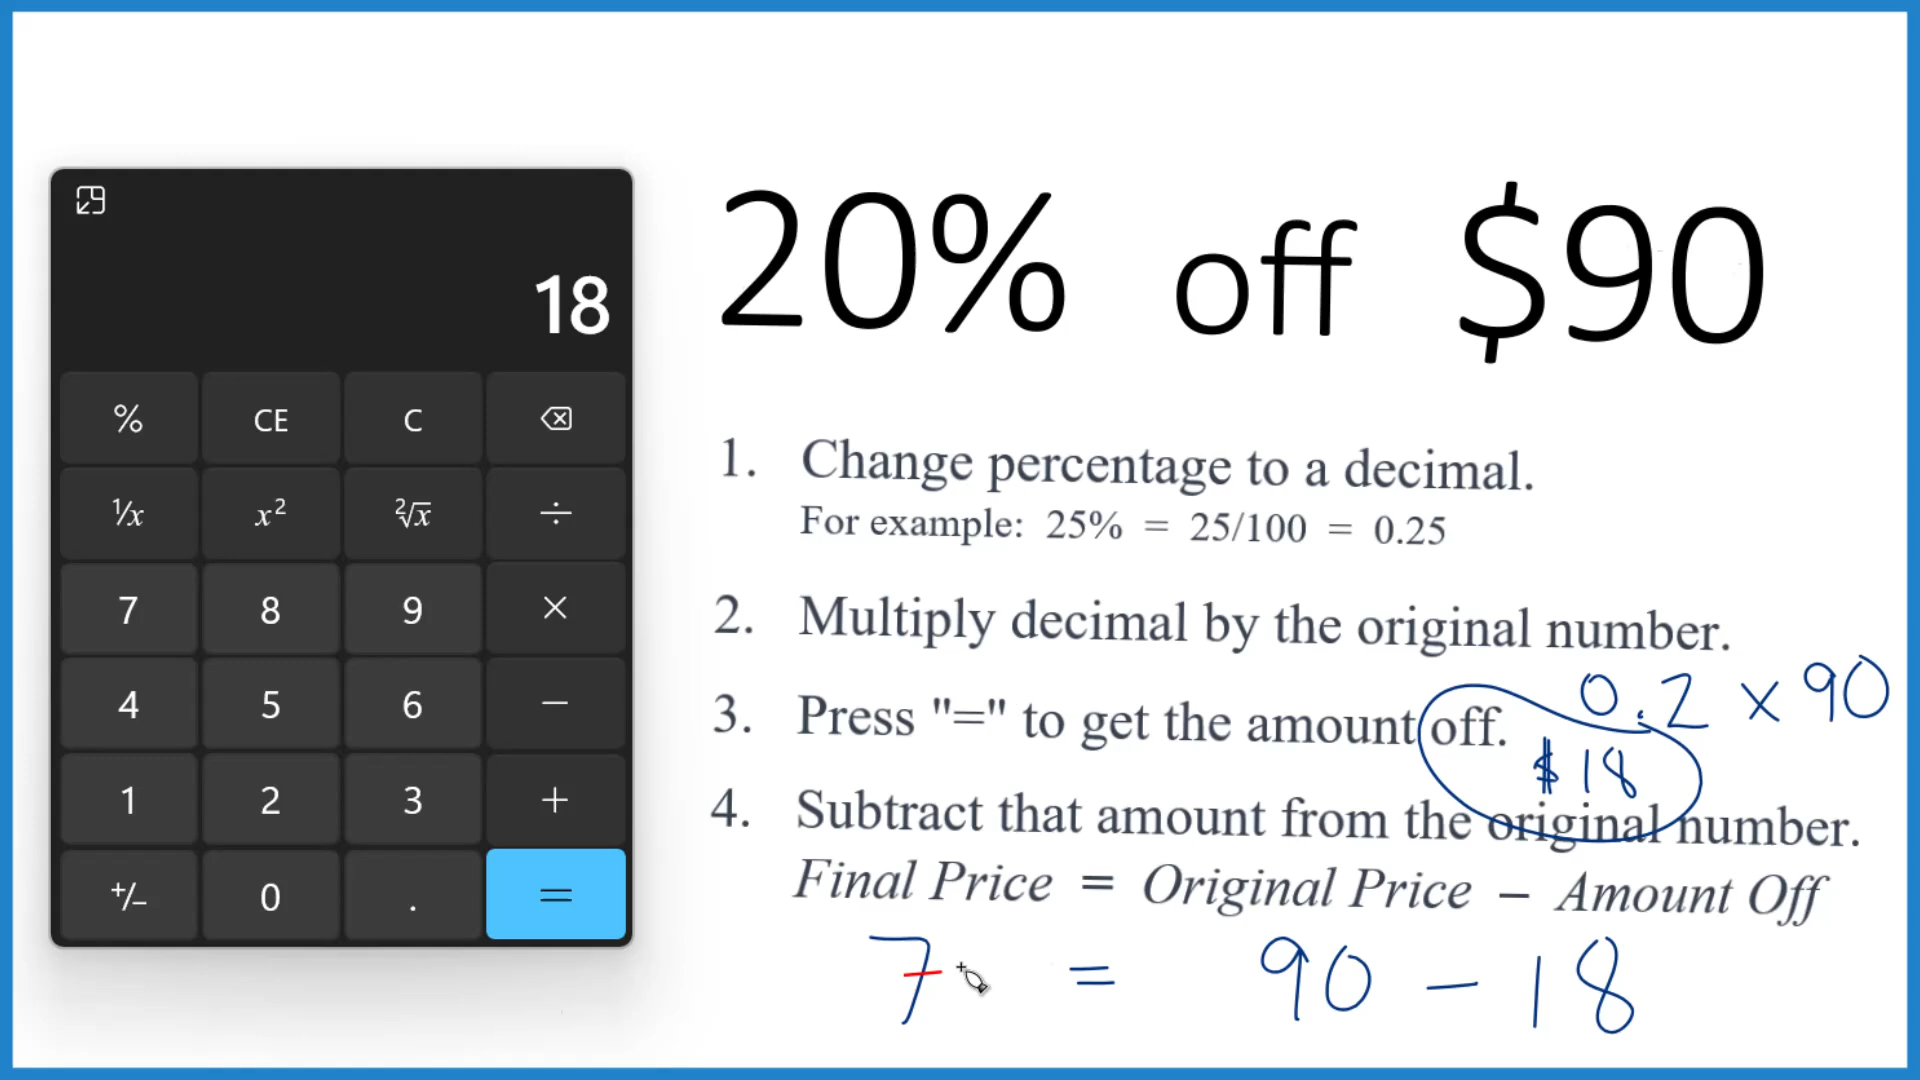 18
% CE C
1/x x² ²√x ÷
7 8 9 ×
4 5 6 −
1 2 3 +
+/− 0 . =
20% off $90
1. Change percentage to a decimal.
For example: 25% = 25/100 = 0.25
2. Multiply decimal by the original number.
0.2 x 90
3. Press "=" to get the amount off.
$18
4. Subtract that amount from the original number.
Final Price = Original Price − Amount Off
7 = 90 − 18